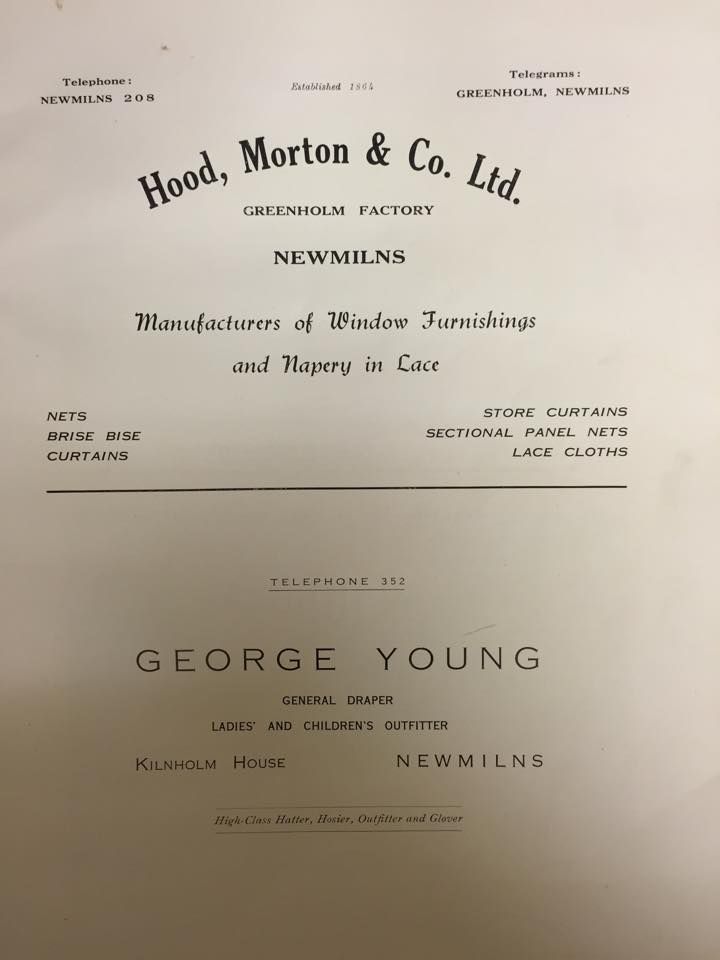 Telephone:
NEWMILNS 208
Established 1864
Telegrams:
GREENHOLM, NEWMILNS
Hood, Morton & Co. Ltd.
GREENHOLM FACTORY
NEWMILNS
Manufacturers of Window Furnishings
and Napery in Lace
NETS
BRISE BISE
CURTAINS
STORE CURTAINS
SECTIONAL PANEL NETS
LACE CLOTHS
TELEPHONE 352
GEORGE YOUNG
GENERAL DRAPER
LADIES' AND CHILDREN'S OUTFITTER
KILNHOLM HOUSE NEWMILNS
High-Class Hatter, Hosier, Outfitter and Glover